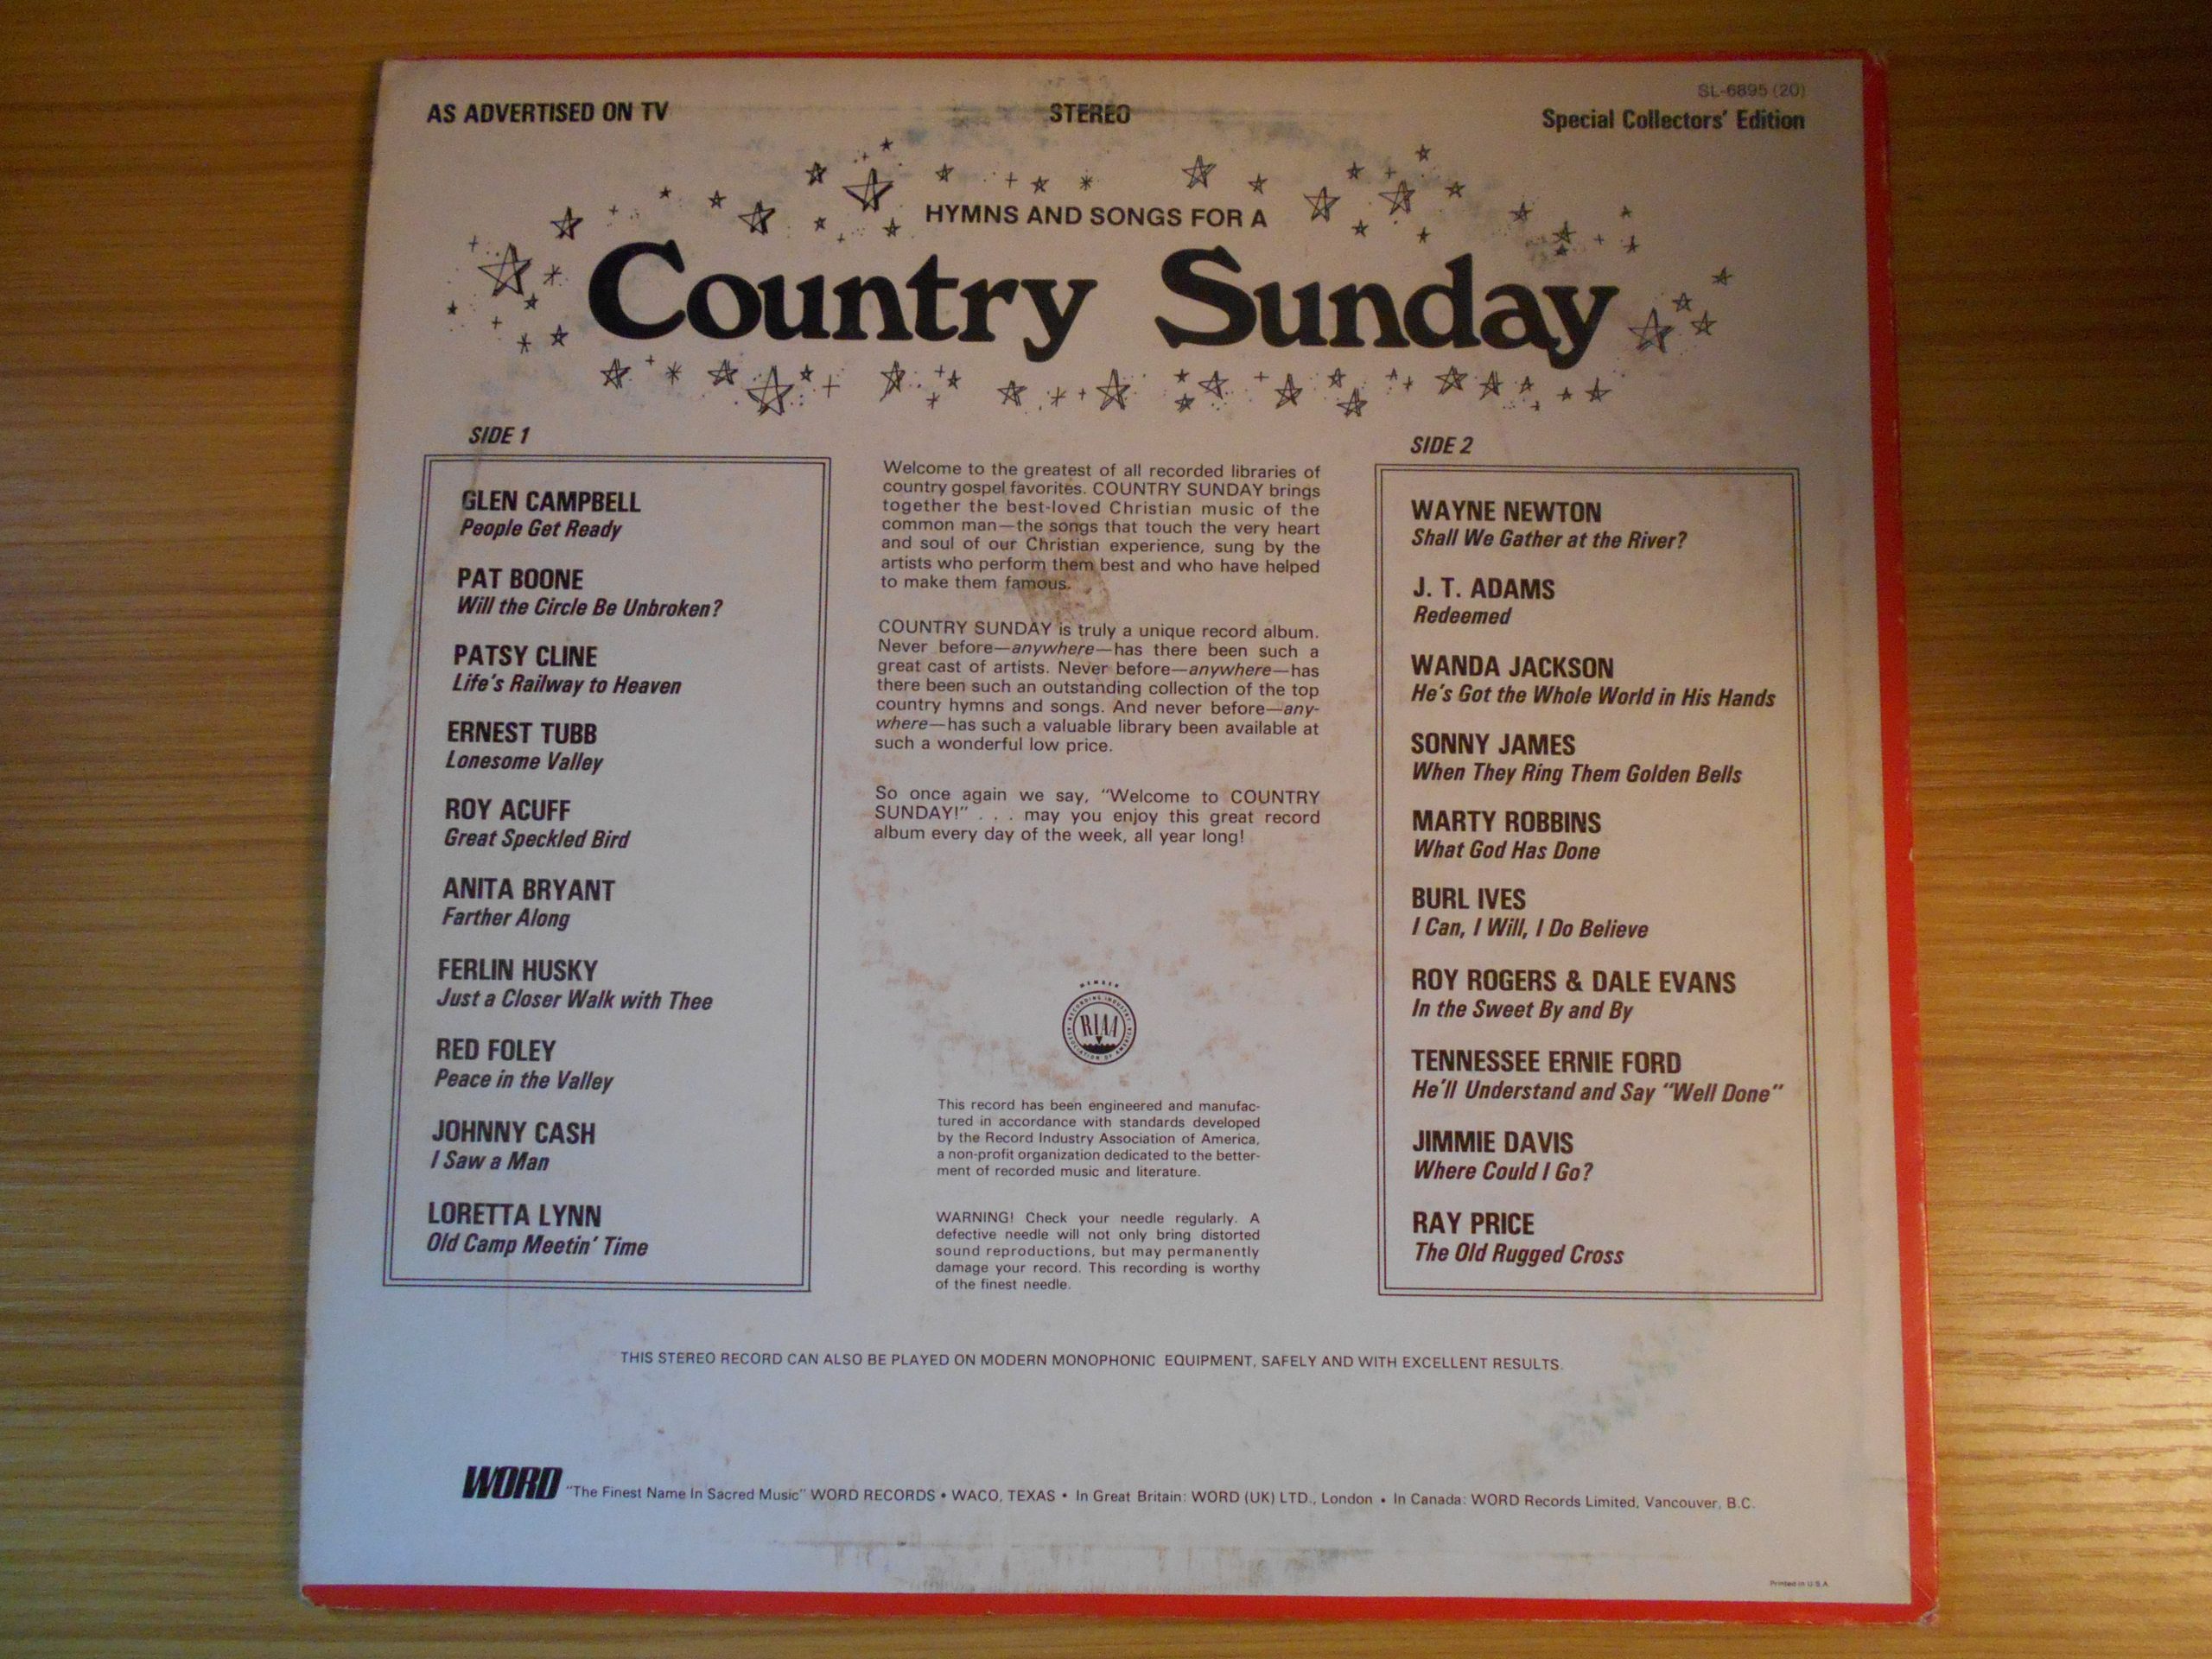 SL-6895 (20)
AS ADVERTISED ON TV
STEREO
Special Collectors' Edition
HYMNS AND SONGS FOR A
Country Sunday
SIDE 1
GLEN CAMPBELL
People Get Ready
PAT BOONE
Will the Circle Be Unbroken?
PATSY CLINE
Life's Railway to Heaven
ERNEST TUBB
Lonesome Valley
ROY ACUFF
Great Speckled Bird
ANITA BRYANT
Farther Along
FERLIN HUSKY
Just a Closer Walk with Thee
RED FOLEY
Peace in the Valley
JOHNNY CASH
I Saw a Man
LORETTA LYNN
Old Camp Meetin' Time
Welcome to the greatest of all recorded libraries of
country gospel favorites. COUNTRY SUNDAY brings
together the best-loved Christian music of the
common man—the songs that touch the very heart
and soul of our Christian experience, sung by the
artists who perform them best and who have helped
to make them famous.
COUNTRY SUNDAY is truly a unique record album.
Never before—anywhere—has there been such a
great cast of artists. Never before—anywhere—has
there been such an outstanding collection of the top
country hymns and songs. And never before—any-
where—has such a valuable library been available at
such a wonderful low price.
So once again we say, "Welcome to COUNTRY
SUNDAY!" . . . may you enjoy this great record
album every day of the week, all year long!
MEMBER
RECORDING INDUSTRY
RIAA
ASSOCIATION OF AMERICA
This record has been engineered and manufac-
tured in accordance with standards developed
by the Record Industry Association of America,
a non-profit organization dedicated to the better-
ment of recorded music and literature.
WARNING! Check your needle regularly. A
defective needle will not only bring distorted
sound reproductions, but may permanently
damage your record. This recording is worthy
of the finest needle.
SIDE 2
WAYNE NEWTON
Shall We Gather at the River?
J. T. ADAMS
Redeemed
WANDA JACKSON
He's Got the Whole World in His Hands
SONNY JAMES
When They Ring Them Golden Bells
MARTY ROBBINS
What God Has Done
BURL IVES
I Can, I Will, I Do Believe
ROY ROGERS & DALE EVANS
In the Sweet By and By
TENNESSEE ERNIE FORD
He'll Understand and Say "Well Done"
JIMMIE DAVIS
Where Could I Go?
RAY PRICE
The Old Rugged Cross
THIS STEREO RECORD CAN ALSO BE PLAYED ON MODERN MONOPHONIC EQUIPMENT, SAFELY AND WITH EXCELLENT RESULTS.
WORD "The Finest Name In Sacred Music" WORD RECORDS • WACO, TEXAS • In Great Britain: WORD (UK) LTD., London • In Canada: WORD Records Limited, Vancouver, B.C.
Printed in U.S.A.